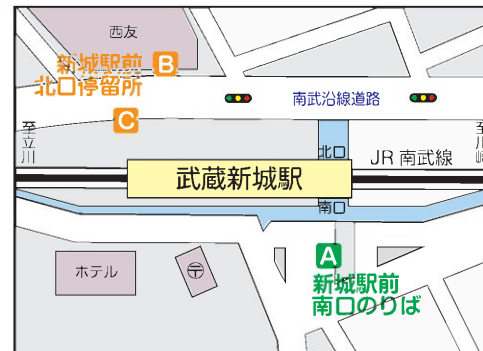 西友
新城駅前
北口停留所
B
C
南武沿線道路
至立川
至川崎
北口
JR 南武線
武蔵新城駅
南口
A
新城駅前
南口のりば
ホテル
〒